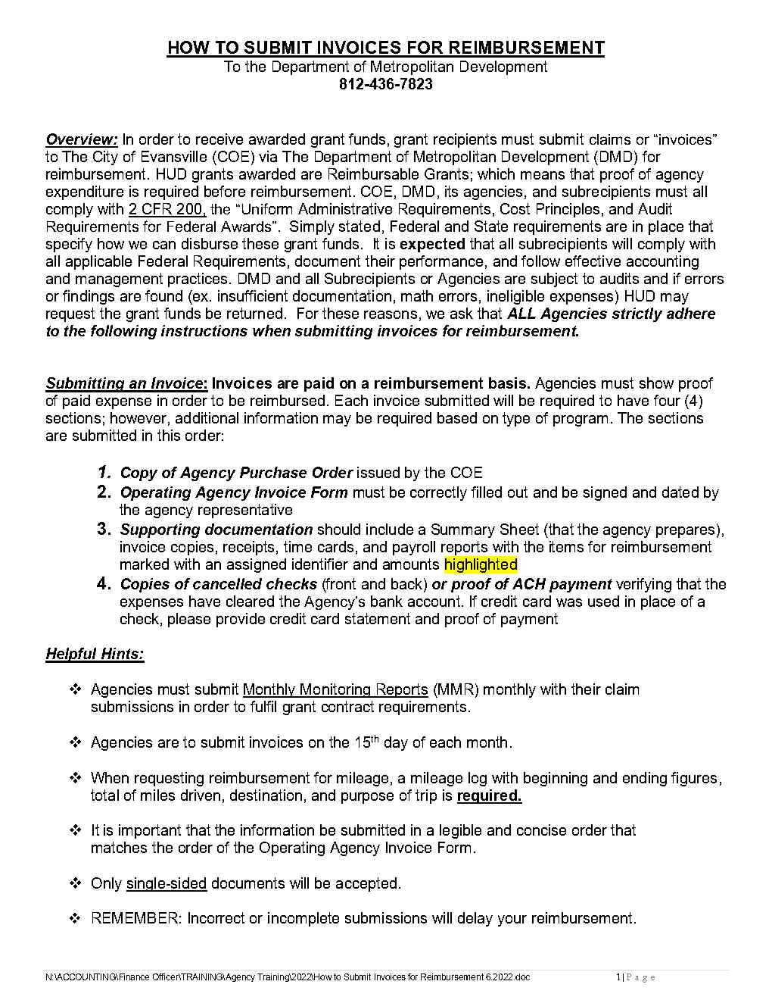 HOW TO SUBMIT INVOICES FOR REIMBURSEMENT
To the Department of Metropolitan Development
812-436-7823
Overview: In order to receive awarded grant funds, grant recipients must submit claims or “invoices”
to The City of Evansville (COE) via The Department of Metropolitan Development (DMD) for
reimbursement. HUD grants awarded are Reimbursable Grants; which means that proof of agency
expenditure is required before reimbursement. COE, DMD, its agencies, and subrecipients must all
comply with 2 CFR 200, the “Uniform Administrative Requirements, Cost Principles, and Audit
Requirements for Federal Awards”.  Simply stated, Federal and State requirements are in place that
specify how we can disburse these grant funds.  It is expected that all subrecipients will comply with
all applicable Federal Requirements, document their performance, and follow effective accounting
and management practices. DMD and all Subrecipients or Agencies are subject to audits and if errors
or findings are found (ex. insufficient documentation, math errors, ineligible expenses) HUD may
request the grant funds be returned.  For these reasons, we ask that ALL Agencies strictly adhere
to the following instructions when submitting invoices for reimbursement.
Submitting an Invoice: Invoices are paid on a reimbursement basis. Agencies must show proof
of paid expense in order to be reimbursed. Each invoice submitted will be required to have four (4)
sections; however, additional information may be required based on type of program. The sections
are submitted in this order:
1. Copy of Agency Purchase Order issued by the COE
2. Operating Agency Invoice Form must be correctly filled out and be signed and dated by
the agency representative
3. Supporting documentation should include a Summary Sheet (that the agency prepares),
invoice copies, receipts, time cards, and payroll reports with the items for reimbursement
marked with an assigned identifier and amounts highlighted
4. Copies of cancelled checks (front and back) or proof of ACH payment verifying that the
expenses have cleared the Agency’s bank account. If credit card was used in place of a
check, please provide credit card statement and proof of payment
Helpful Hints:
❖ Agencies must submit Monthly Monitoring Reports (MMR) monthly with their claim
submissions in order to fulfil grant contract requirements.
❖ Agencies are to submit invoices on the 15th day of each month.
❖ When requesting reimbursement for mileage, a mileage log with beginning and ending figures,
total of miles driven, destination, and purpose of trip is required.
❖ It is important that the information be submitted in a legible and concise order that
matches the order of the Operating Agency Invoice Form.
❖ Only single-sided documents will be accepted.
❖ REMEMBER: Incorrect or incomplete submissions will delay your reimbursement.
N:\ACCOUNTING\Finance Officer\TRAINING\Agency Training\2022\How to Submit Invoices for Reimbursement 6.2022.doc 1 | P a g e